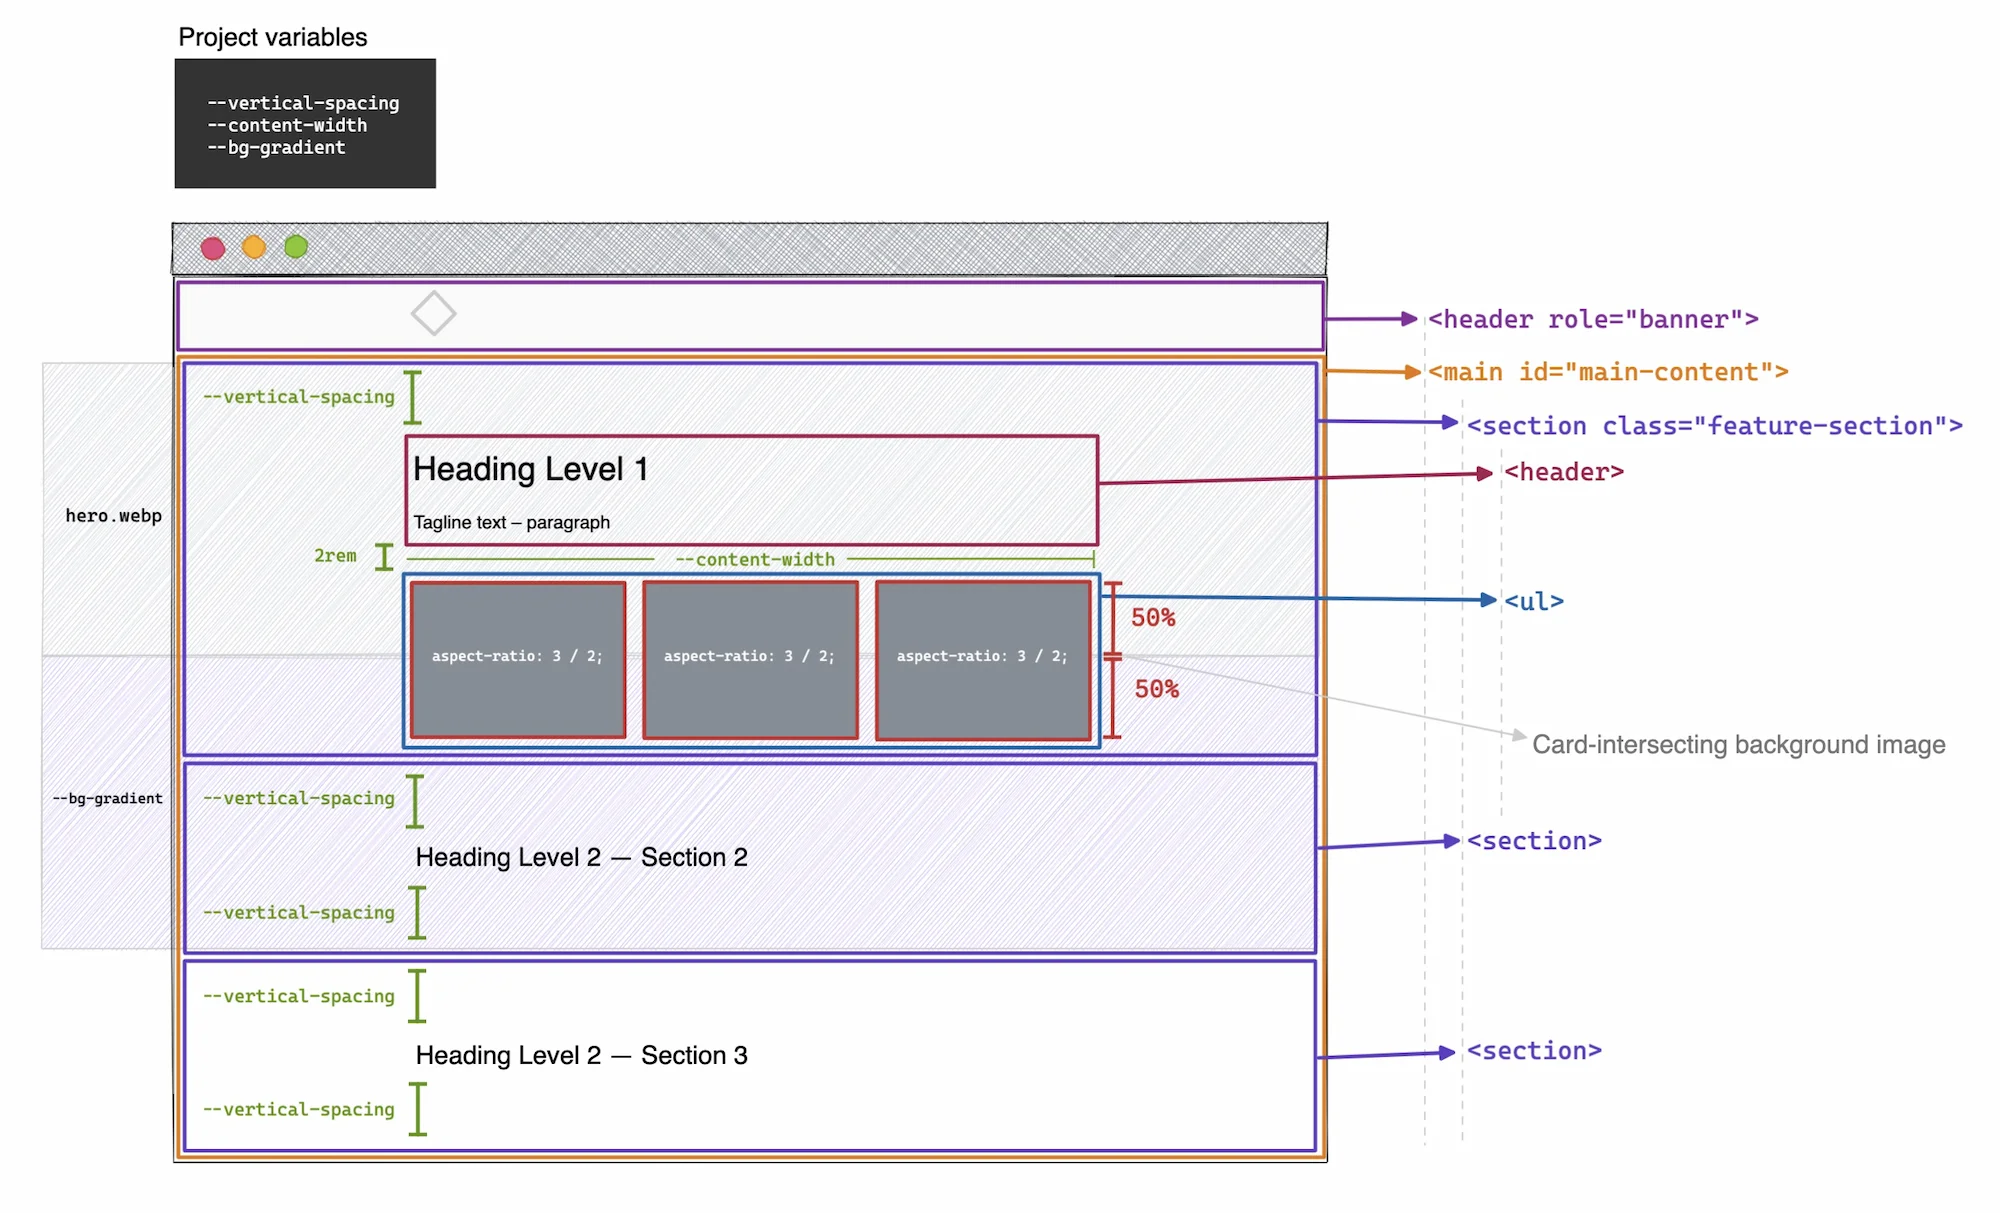 Project variables
--vertical-spacing
--content-width
--bg-gradient
<header role="banner">
<main id="main-content">
--vertical-spacing
<section class="feature-section">
Heading Level 1
<header>
hero.webp
Tagline text – paragraph
2rem
--content-width
<ul>
50%
aspect-ratio: 3 / 2;
aspect-ratio: 3 / 2;
aspect-ratio: 3 / 2;
50%
Card-intersecting background image
--bg-gradient
--vertical-spacing
<section>
Heading Level 2 — Section 2
--vertical-spacing
--vertical-spacing
Heading Level 2 — Section 3
<section>
--vertical-spacing